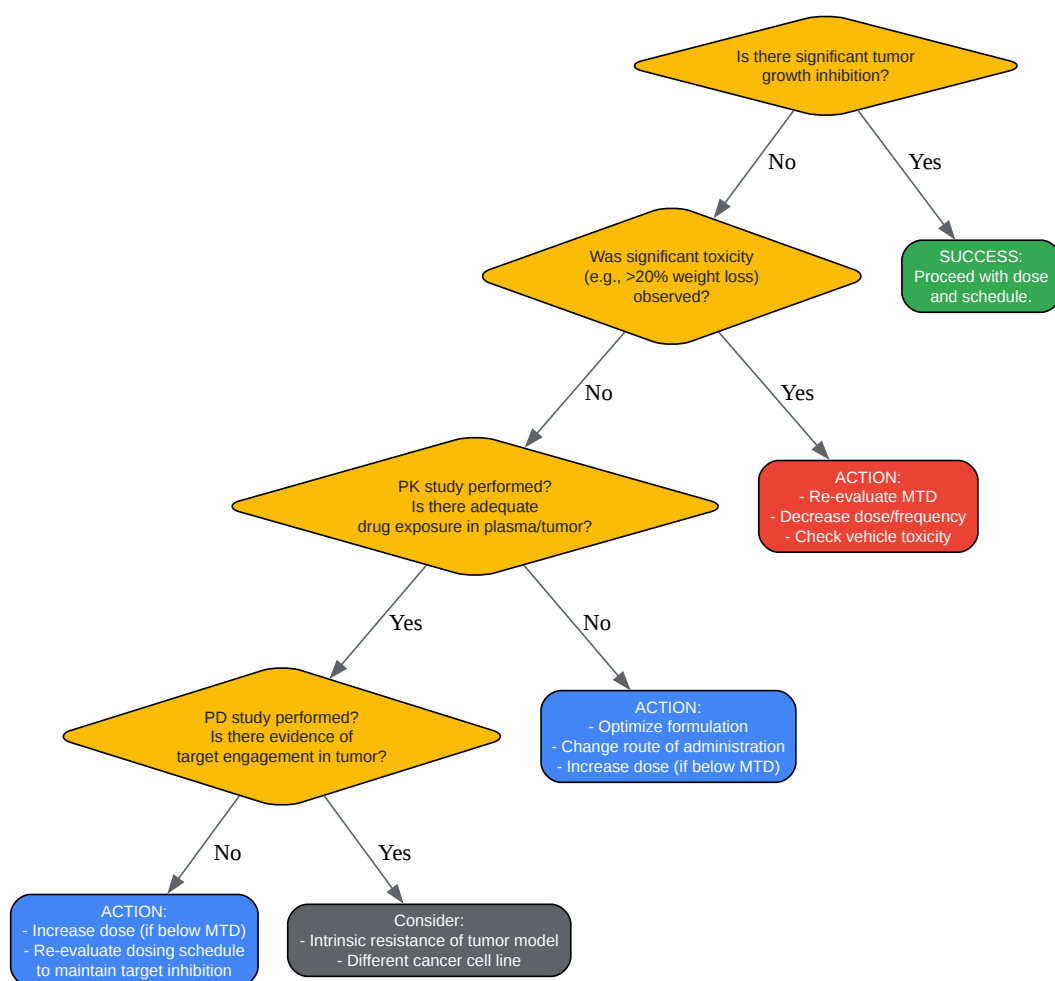 Is there significant tumor
growth inhibition?
No
Yes
Was significant toxicity
(e.g., >20% weight loss)
observed?
SUCCESS:
Proceed with dose
and schedule.
No
Yes
PK study performed?
Is there adequate
drug exposure in plasma/tumor?
ACTION:
- Re-evaluate MTD
- Decrease dose/frequency
- Check vehicle toxicity
Yes
No
PD study performed?
Is there evidence of
target engagement in tumor?
ACTION:
- Optimize formulation
- Change route of administration
- Increase dose (if below MTD)
No
Yes
ACTION:
- Increase dose (if below MTD)
- Re-evaluate dosing schedule
to maintain target inhibition
Consider:
- Intrinsic resistance of tumor model
- Different cancer cell line